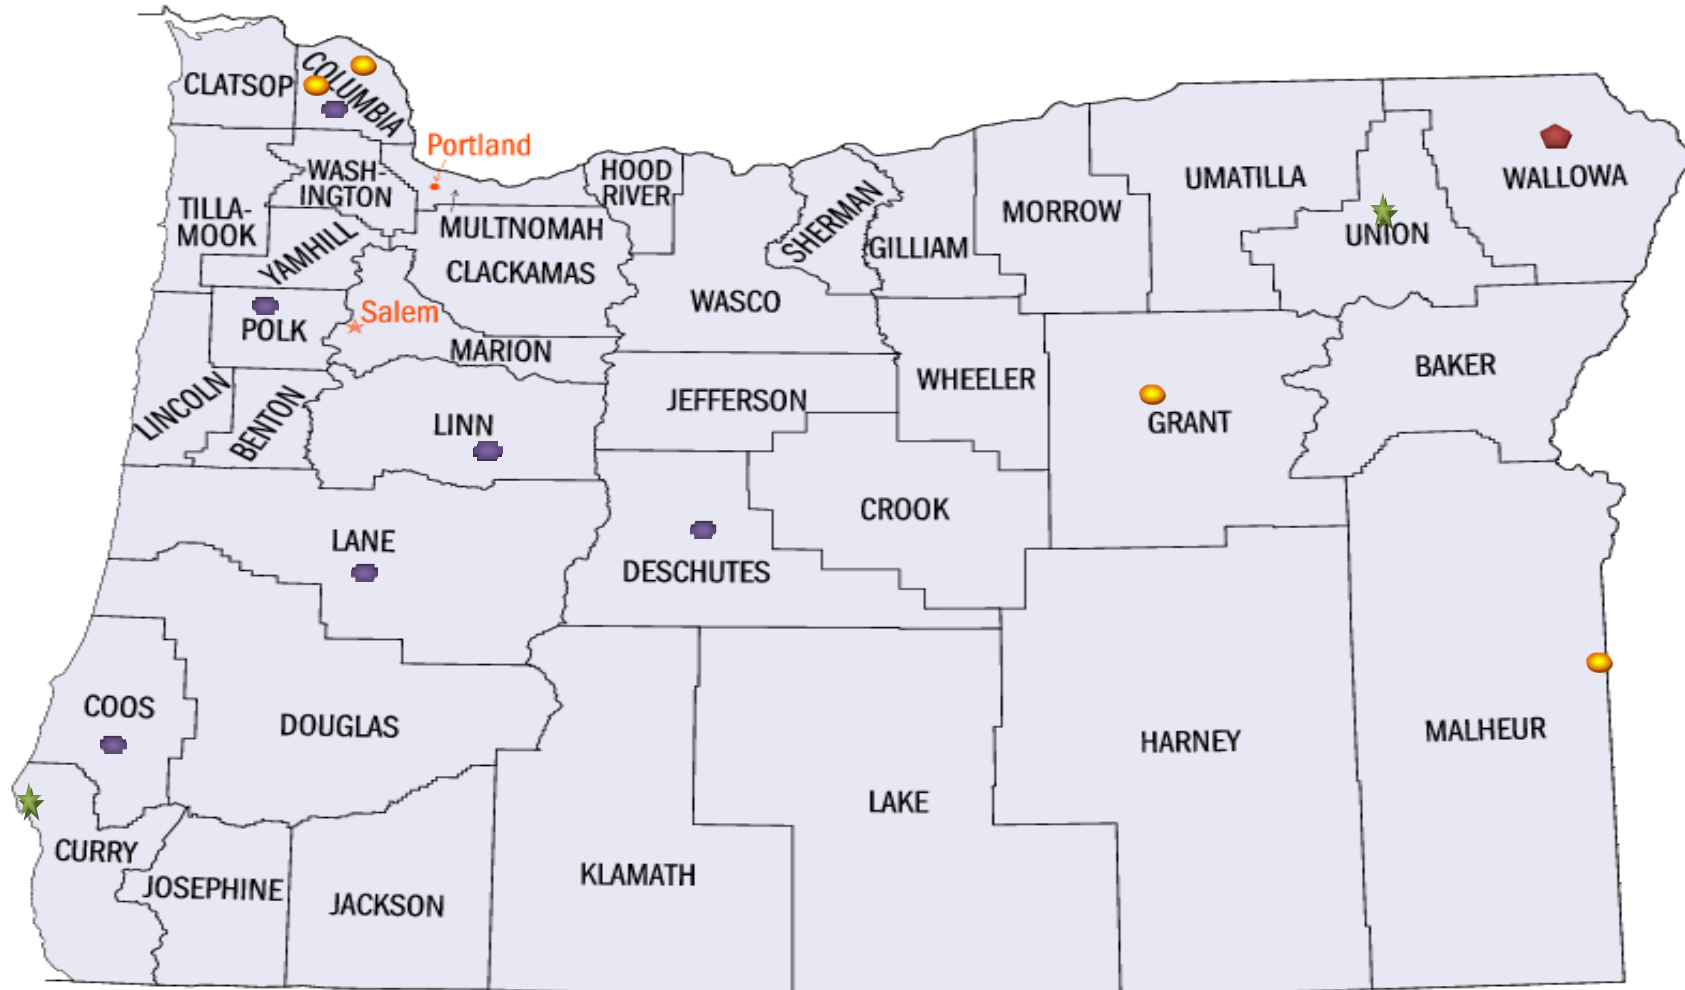 CLATSOP
COLUMBIA
Portland
WASH-
INGTON
HOOD
RIVER
TILLA-
MOOK
YAMHILL
MULTNOMAH
CLACKAMAS
SHERMAN
GILLIAM
MORROW
UMATILLA
UNION
WALLOWA
WASCO
Salem
POLK
MARION
LINCOLN
BENTON
LINN
JEFFERSON
WHEELER
GRANT
BAKER
LANE
DESCHUTES
CROOK
COOS
DOUGLAS
HARNEY
MALHEUR
LAKE
CURRY
JOSEPHINE
JACKSON
KLAMATH